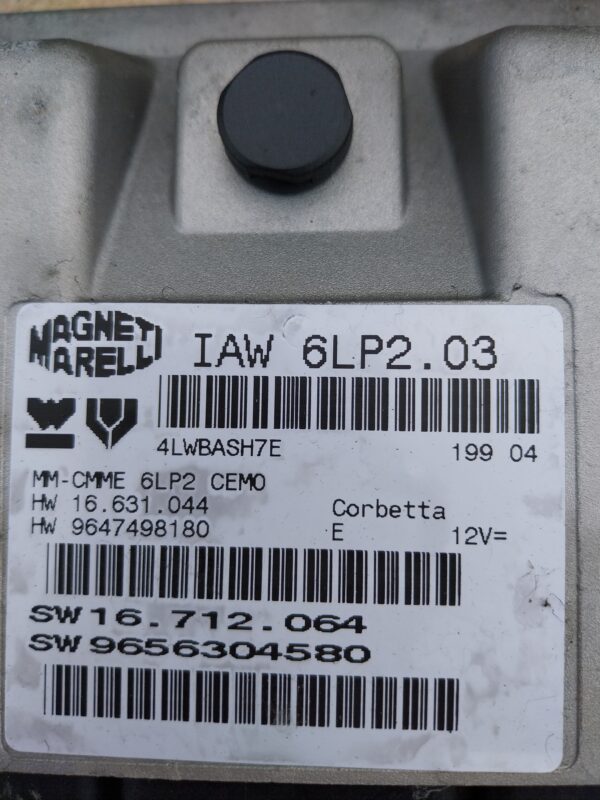 MAGNETI
MARELLI
IAW 6LP2.03
4LWBASH7E 199 04
MM-CMME 6LP2 CEMO
HW 16.631.044 Corbetta
HW 9647498180 E 12V=
SW 16.712.064
SW 9656304580